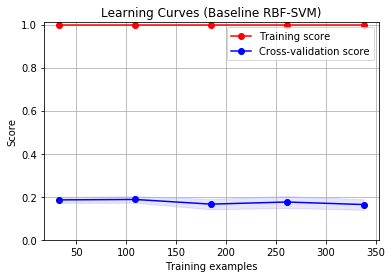 Learning Curves (Baseline RBF-SVM)
1.0
0.8
0.6
0.4
0.2
0.0
Score
Training score
Cross-validation score
50 100 150 200 250 300 350
Training examples